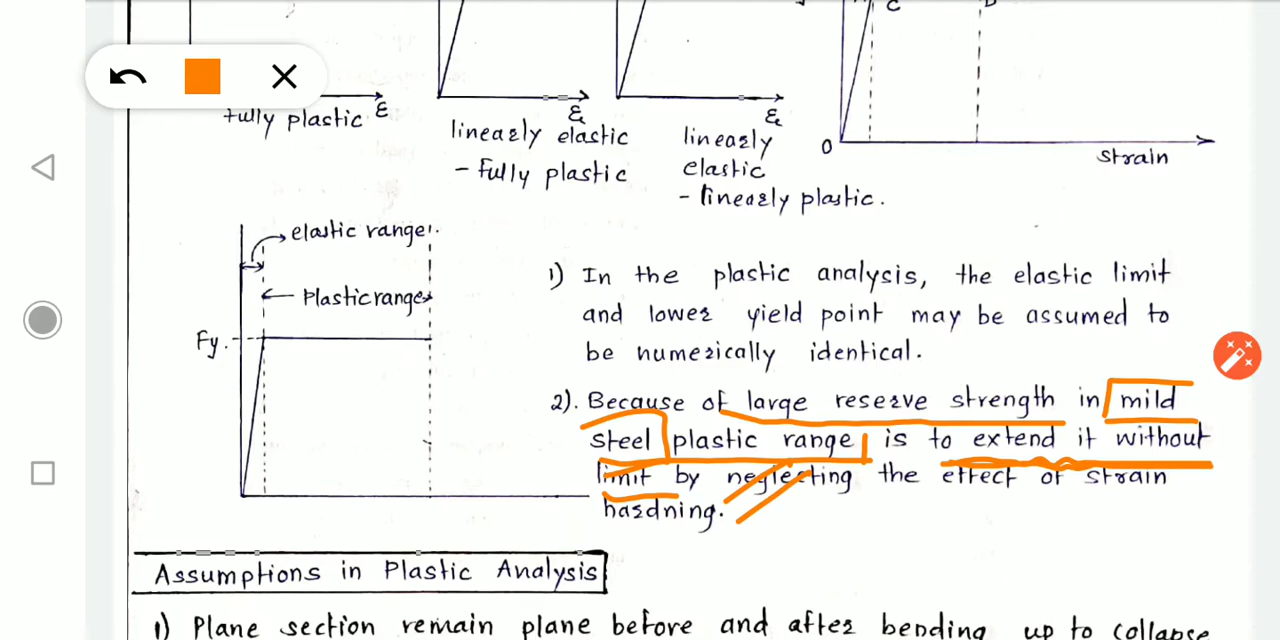 C
D
Fully plastic
ε
ε
ε
linearly elastic
- Fully plastic
linearly
elastic
- linearly plastic.
O
Strain
elastic range
Plastic range
Fy.
1) In the plastic analysis, the elastic limit
and lower yield point may be assumed to
be numerically identical.
2). Because of large reserve strength in mild
steel plastic range is to extend it without
limit by neglecting the effect of strain
hardning.
Assumptions in Plastic Analysis
1) Plane section remain plane before and after bending up to collapse